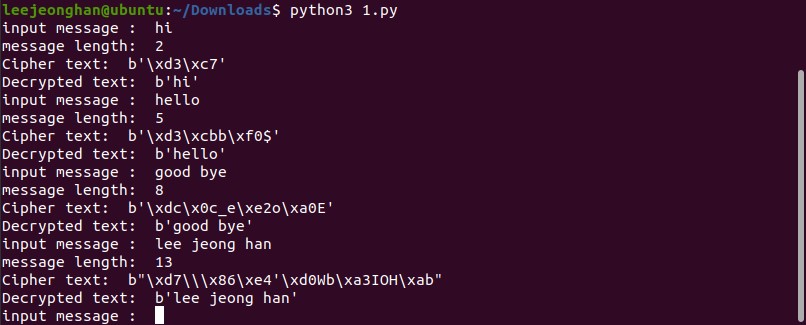 leejeonghan@ubuntu:~/Downloads$ python3 1.py
input message :  hi
message length:  2
Cipher text:  b'\xd3\xc7'
Decrypted text:  b'hi'
input message :  hello
message length:  5
Cipher text:  b'\xd3\xcbb\xf0$'
Decrypted text:  b'hello'
input message :  good bye
message length:  8
Cipher text:  b'\xdc\x0c_e\xe2o\xa0E'
Decrypted text:  b'good bye'
input message :  lee jeong han
message length:  13
Cipher text:  b"\xd7\\\x86\xe4'\xd0Wb\xa3IOH\xab"
Decrypted text:  b'lee jeong han'
input message :